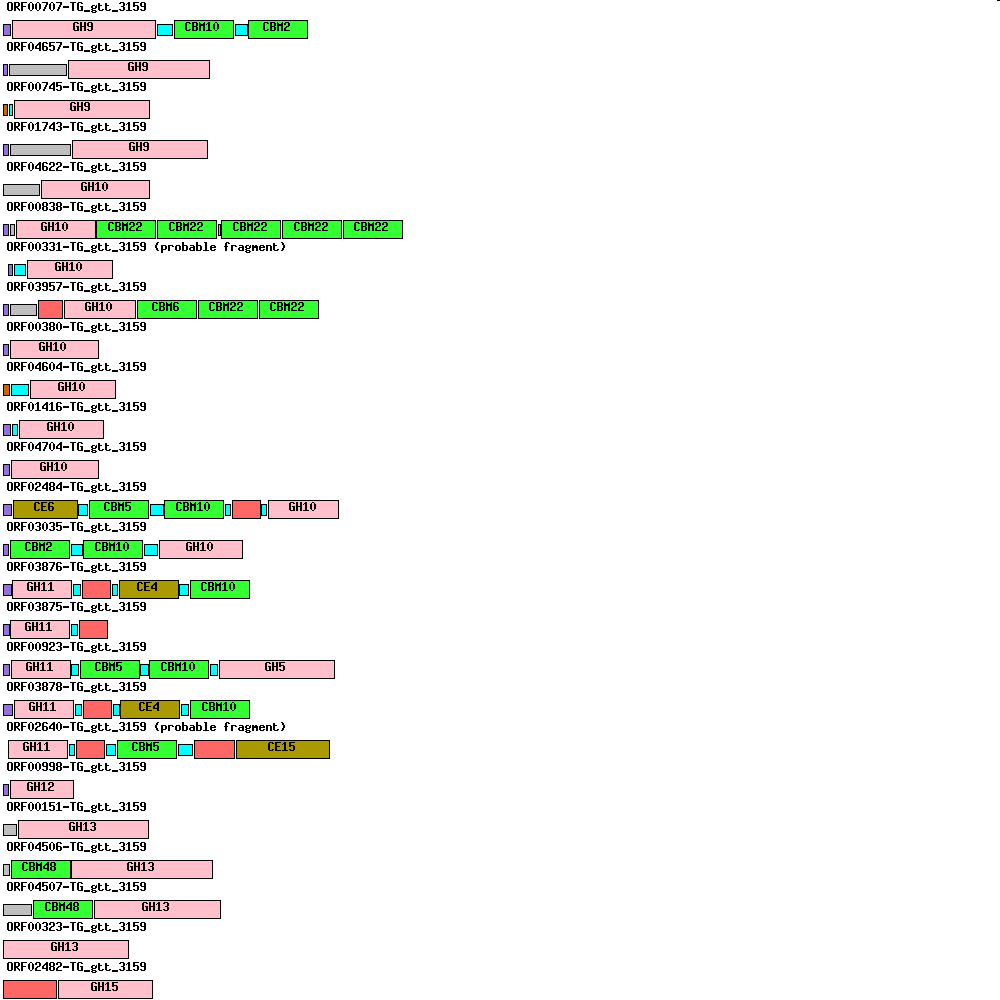 ORF00707-TG_gtt_3159
GH9 CBM10 CBM2
ORF04657-TG_gtt_3159
GH9
ORF00745-TG_gtt_3159
GH9
ORF01743-TG_gtt_3159
GH9
ORF04622-TG_gtt_3159
GH10
ORF00838-TG_gtt_3159
GH10 CBM22 CBM22 CBM22 CBM22 CBM22
ORF00331-TG_gtt_3159 (probable fragment)
GH10
ORF03957-TG_gtt_3159
GH10 CBM6 CBM22 CBM22
ORF00380-TG_gtt_3159
GH10
ORF04604-TG_gtt_3159
GH10
ORF01416-TG_gtt_3159
GH10
ORF04704-TG_gtt_3159
GH10
ORF02484-TG_gtt_3159
CE6 CBM5 CBM10 GH10
ORF03035-TG_gtt_3159
CBM2 CBM10 GH10
ORF03876-TG_gtt_3159
GH11 CE4 CBM10
ORF03875-TG_gtt_3159
GH11
ORF00923-TG_gtt_3159
GH11 CBM5 CBM10 GH5
ORF03878-TG_gtt_3159
GH11 CE4 CBM10
ORF02640-TG_gtt_3159 (probable fragment)
GH11 CBM5 CE15
ORF00998-TG_gtt_3159
GH12
ORF00151-TG_gtt_3159
GH13
ORF04506-TG_gtt_3159
CBM48 GH13
ORF04507-TG_gtt_3159
CBM48 GH13
ORF00323-TG_gtt_3159
GH13
ORF02482-TG_gtt_3159
GH15